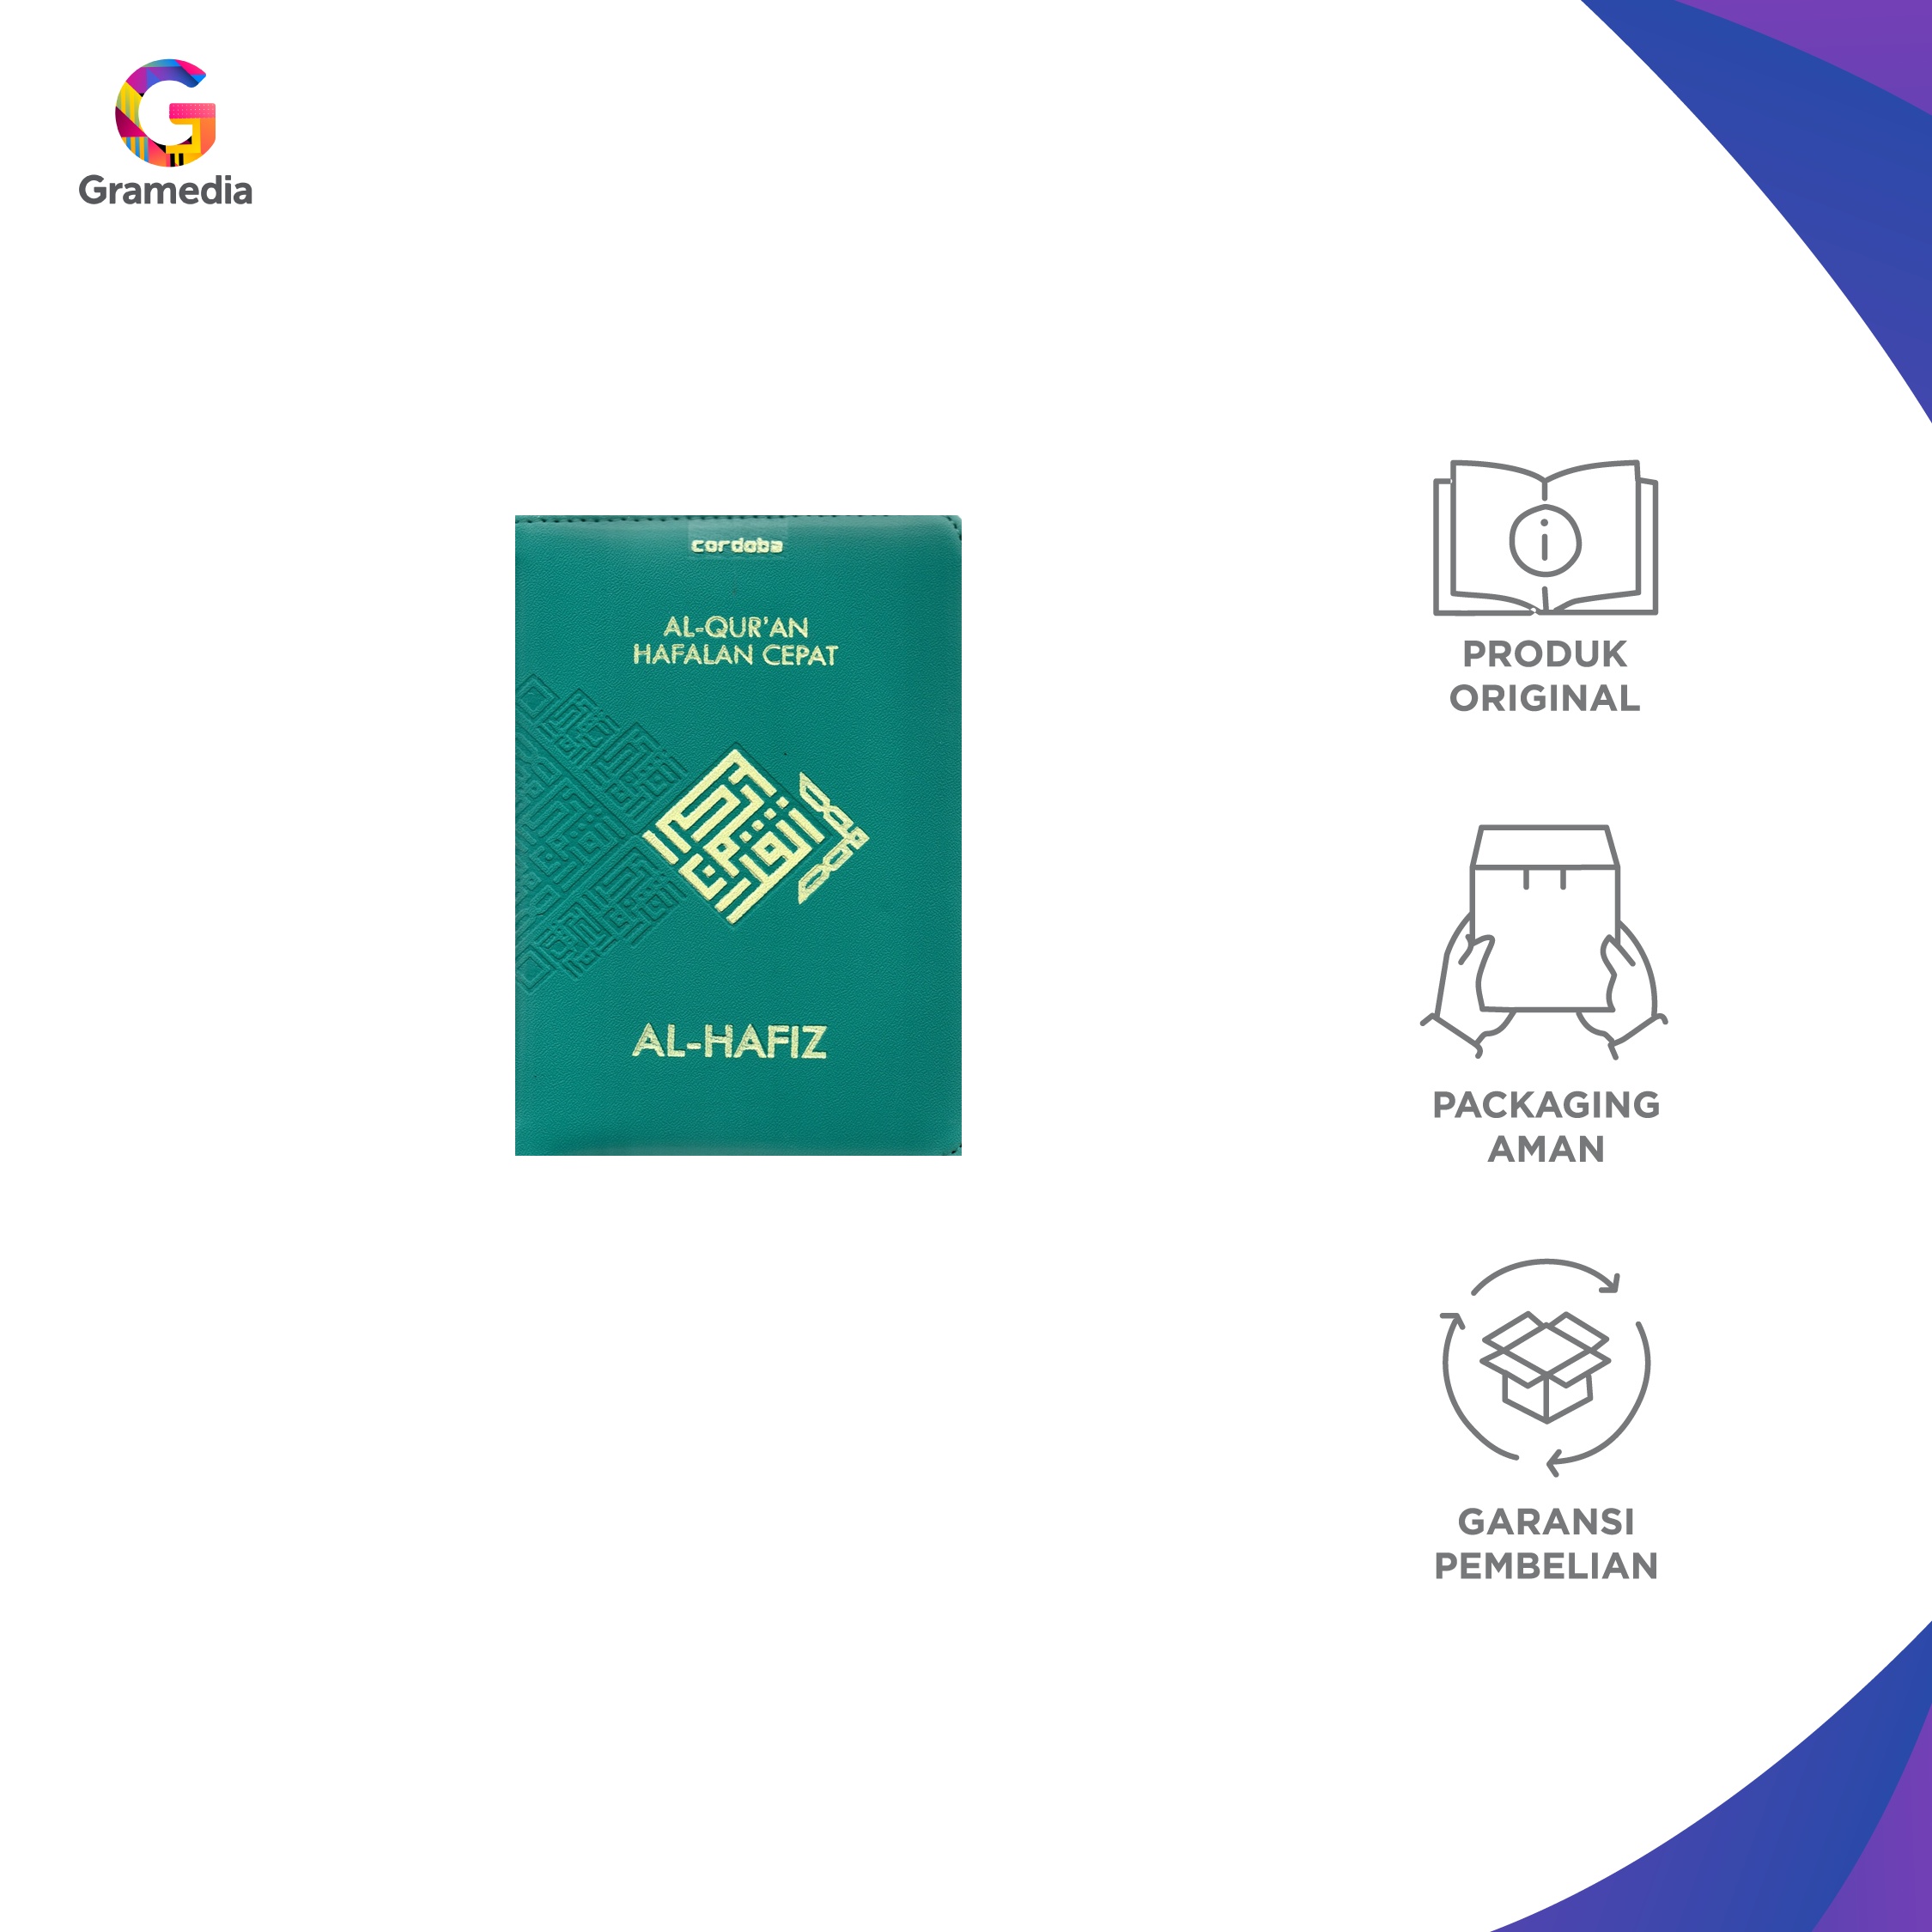 Gramedia
cordoba
AL-QUR'AN
HAFALAN CEPAT
AL-HAFIZ
PRODUK
ORIGINAL
PACKAGING
AMAN
GARANSI
PEMBELIAN